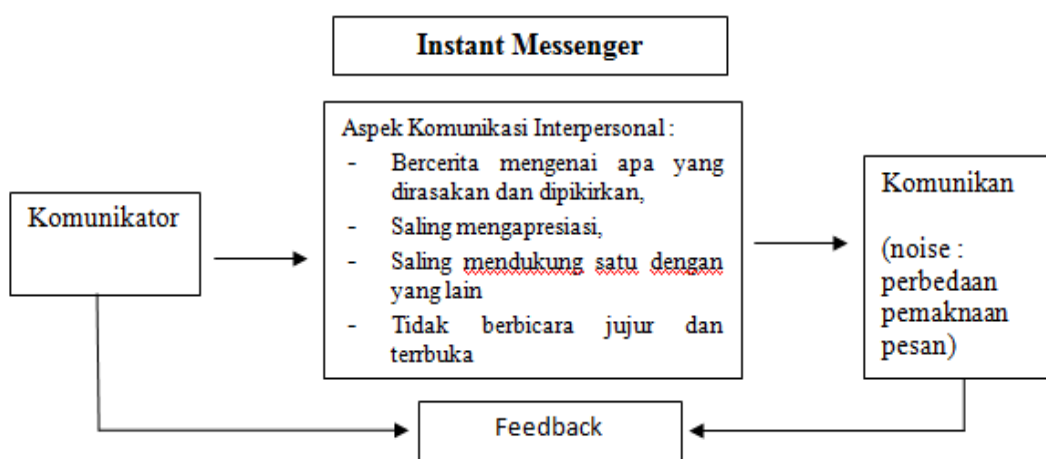 Instant Messenger
Komunikator
Aspek Komunikasi Interpersonal :
- Bercerita mengenai apa yang
dirasakan dan dipikirkan,
- Saling mengapresiasi,
- Saling mendukung satu dengan
yang lain
- Tidak berbicara jujur dan
terrbuka
Komunikan
(noise :
perbedaan
pemaknaan
pesan)
Feedback